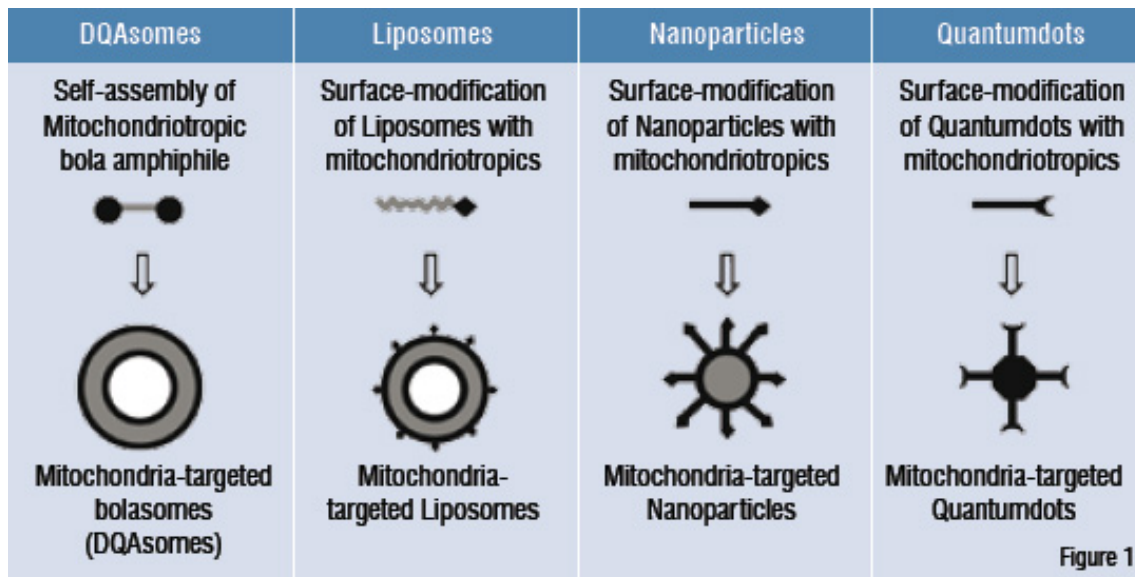 DQAsomes
Self-assembly of
Mitochondriotropic
bola amphiphile
Mitochondria-targeted
bolasomes
(DQAsomes)
Liposomes
Surface-modification
of Liposomes with
mitochondriotropics
Mitochondria-
targeted Liposomes
Nanoparticles
Surface-modification
of Nanoparticles with
mitochondriotropics
Mitochondria-targeted
Nanoparticles
Quantumdots
Surface-modification
of Quantumdots with
mitochondriotropics
Mitochondria-targeted
Quantumdots
Figure 1